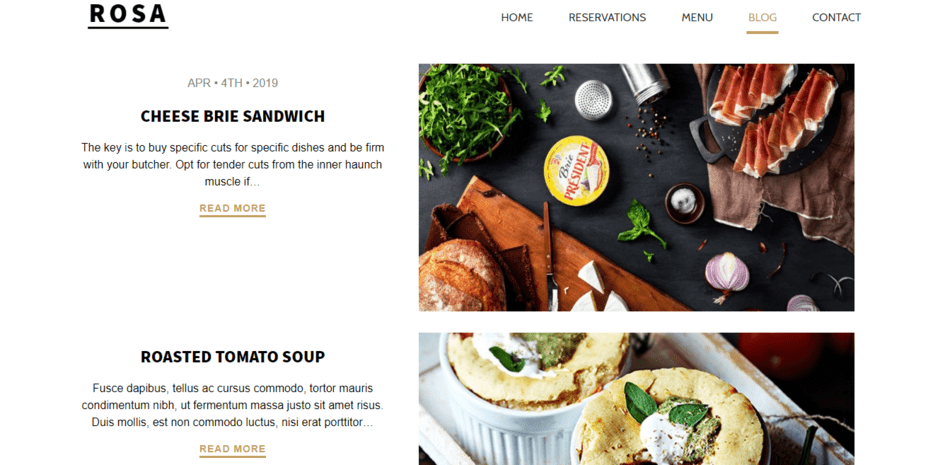 ROSA
HOME RESERVATIONS MENU BLOG CONTACT
APR • 4TH • 2019
CHEESE BRIE SANDWICH
The key is to buy specific cuts for specific dishes and be firm
with your butcher. Opt for tender cuts from the inner haunch
muscle if...
READ MORE
Brie
PRESIDENT
ROASTED TOMATO SOUP
Fusce dapibus, tellus ac cursus commodo, tortor mauris
condimentum nibh, ut fermentum massa justo sit amet risus.
Duis mollis, est non commodo luctus, nisi erat porttitor...
READ MORE